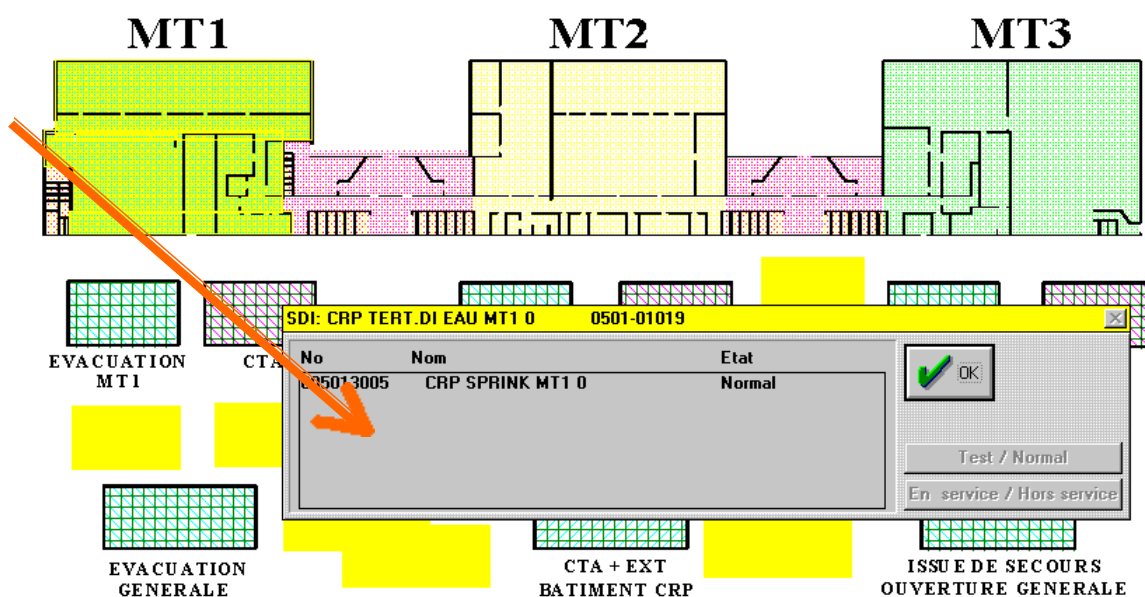 MT1 MT2 MT3
SDI: CRP TERT.DI EAU MT1 0 0501-01019
EVACUATION
MT1
CTA
No Nom Etat
005013005 CRP SPRINK MT1 0 Normal
OK
Test / Normal
En service / Hors service
EVACUATION
GENERALE
CTA + EXT
BATIMENT CRP
ISSUE DE SECOURS
OUVERTURE GENERALE